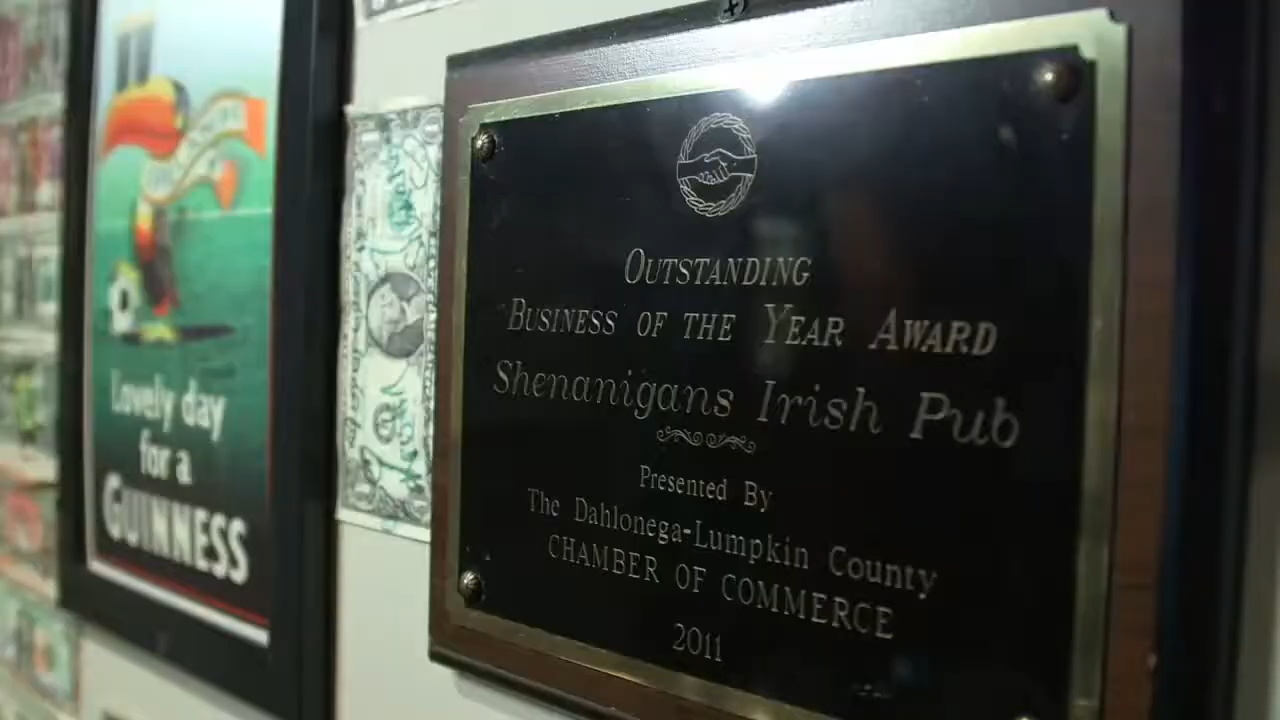 Lovely day
for a
GUINNESS
OUTSTANDING
BUSINESS OF THE YEAR AWARD
Shenanigans Irish Pub
Presented By
The Dahlonega-Lumpkin County
CHAMBER OF COMMERCE
2011